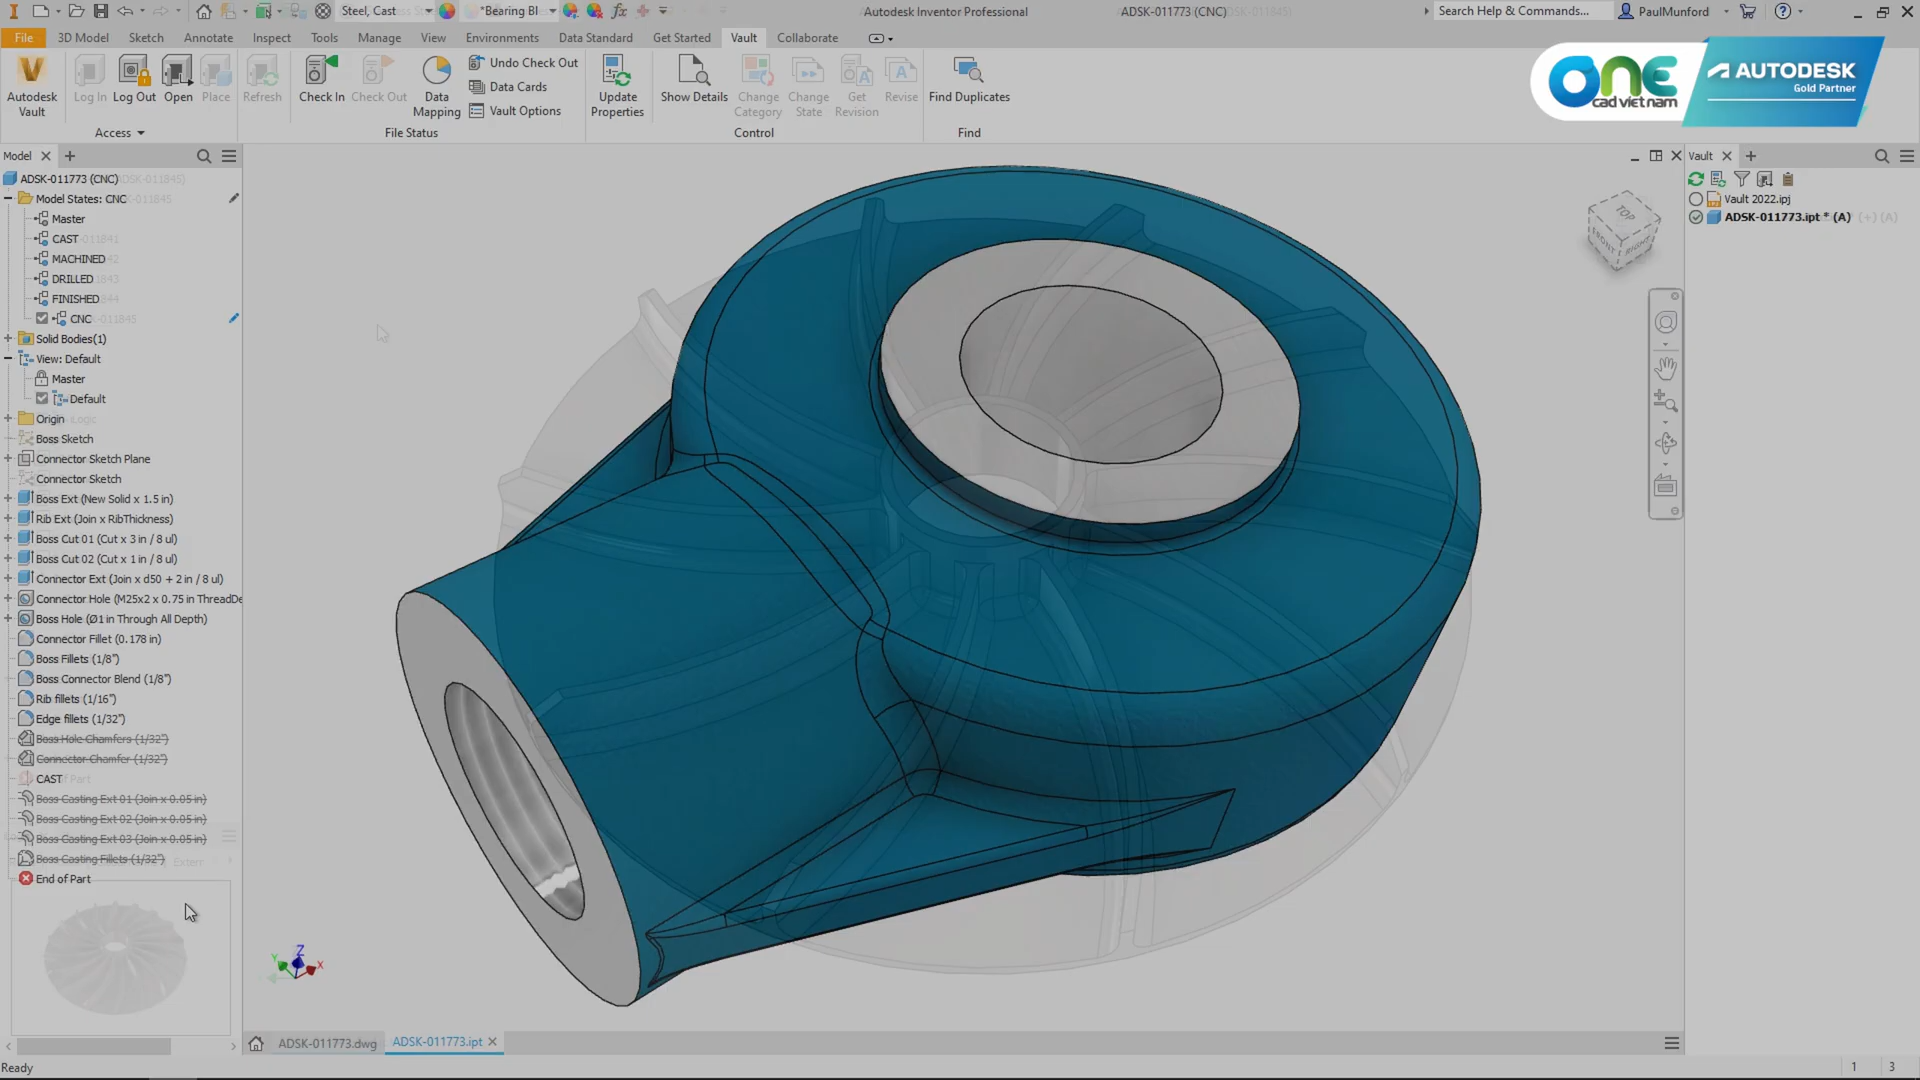 Steel, Cast
*Bearing Bl
Autodesk Inventor Professional
ADSK-011773 (CNC)
Search Help & Commands...
PaulMunford
File
3D Model
Sketch
Annotate
Inspect
Tools
Manage
View
Environments
Data Standard
Get Started
Vault
Collaborate
Autodesk Vault
Log In
Log Out
Open
Place
Refresh
Check In
Check Out
Data Mapping
Undo Check Out
Data Cards
Vault Options
Update Properties
Show Details
Change Category
Change State
Get Revision
Revise
Find Duplicates
Access
File Status
Control
Find
ONE
cad viet nam
AUTODESK
Gold Partner
Model
Vault
ADSK-011773 (CNC)
Model States: CNC
Master
CAST
MACHINED
DRILLED
FINISHED
CNC
Solid Bodies(1)
View: Default
Master
Default
Origin
Boss Sketch
Connector Sketch Plane
Connector Sketch
Boss Ext (New Solid x 1.5 in)
Rib Ext (Join x RibThickness)
Boss Cut 01 (Cut x 3 in / 8 ul)
Boss Cut 02 (Cut x 1 in / 8 ul)
Connector Ext (Join x d50 + 2 in / 8 ul)
Connector Hole (M25x2 x 0.75 in ThreadDe
Boss Hole (Ø1 in Through All Depth)
Connector Fillet (0.178 in)
Boss Fillets (1/8")
Boss Connector Blend (1/8")
Rib fillets (1/16")
Edge fillets (1/32")
Boss Hole Chamfers (1/32")
Connector Chamfer (1/32")
CAST
Boss Casting Ext 01 (Join x 0.05 in)
Boss Casting Ext 02 (Join x 0.05 in)
Boss Casting Ext 03 (Join x 0.05 in)
Boss Casting Fillets (1/32")
End of Part
Vault 2022.ipj
ADSK-011773.ipt * (A)
TOP
FRONT
RIGHT
Z
Y
X
ADSK-011773.dwg
ADSK-011773.ipt
Ready
1
3